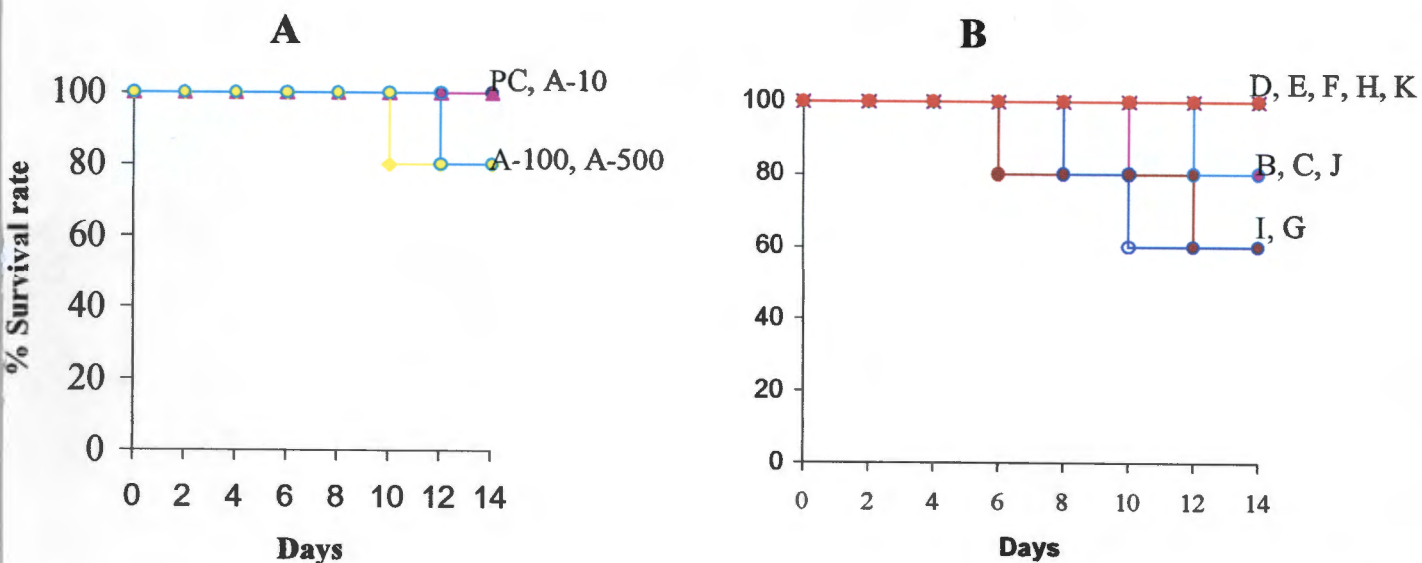 A
% Survival rate
100
80
60
40
20
0
PC, A-10
A-100, A-500
0 2 4 6 8 10 12 14
Days
B
100
80
60
40
20
0
D, E, F, H, K
B, C, J
I, G
0 2 4 6 8 10 12 14
Days